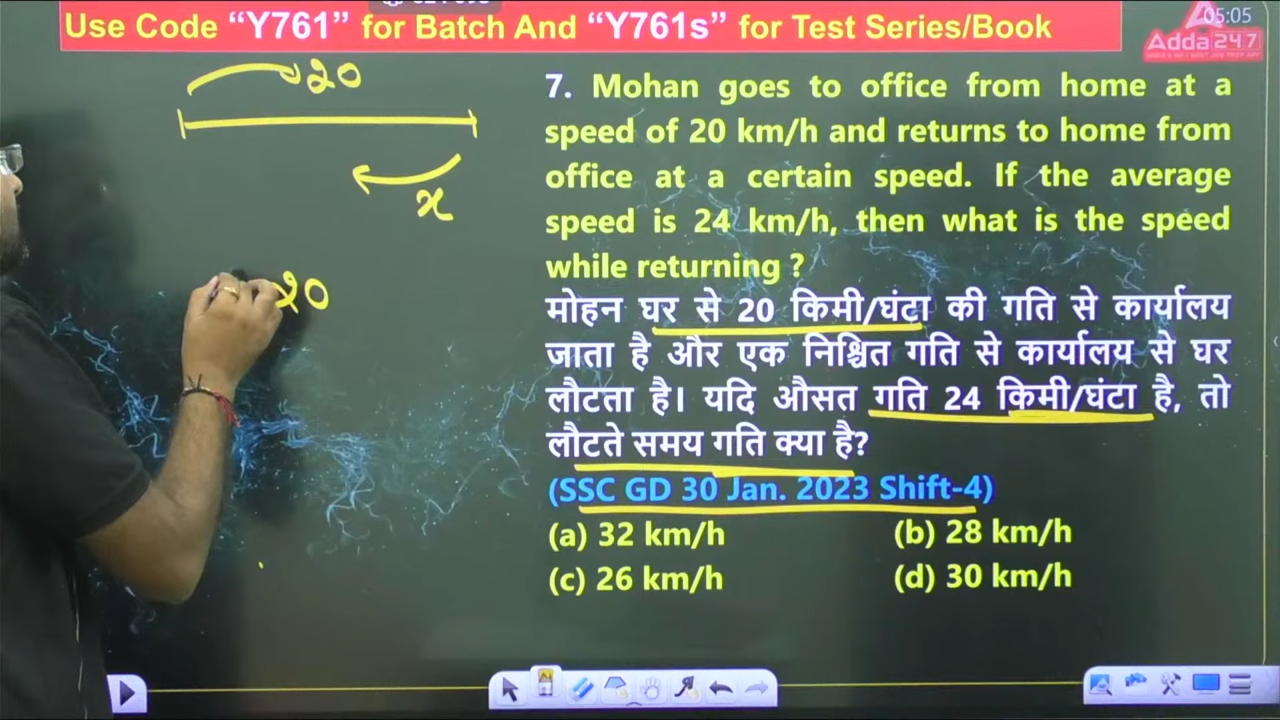 Use Code “Y761” for Batch And “Y761s” for Test Series/Book
05:05
Adda247
20
x
20
7. Mohan goes to office from home at a
speed of 20 km/h and returns to home from
office at a certain speed. If the average
speed is 24 km/h, then what is the speed
while returning ?
मोहन घर से 20 किमी/घंटा की गति से कार्यालय
जाता है और एक निश्चित गति से कार्यालय से घर
लौटता है। यदि औसत गति 24 किमी/घंटा है, तो
लौटते समय गति क्या है?
(SSC GD 30 Jan. 2023 Shift-4)
(a) 32 km/h (b) 28 km/h
(c) 26 km/h (d) 30 km/h